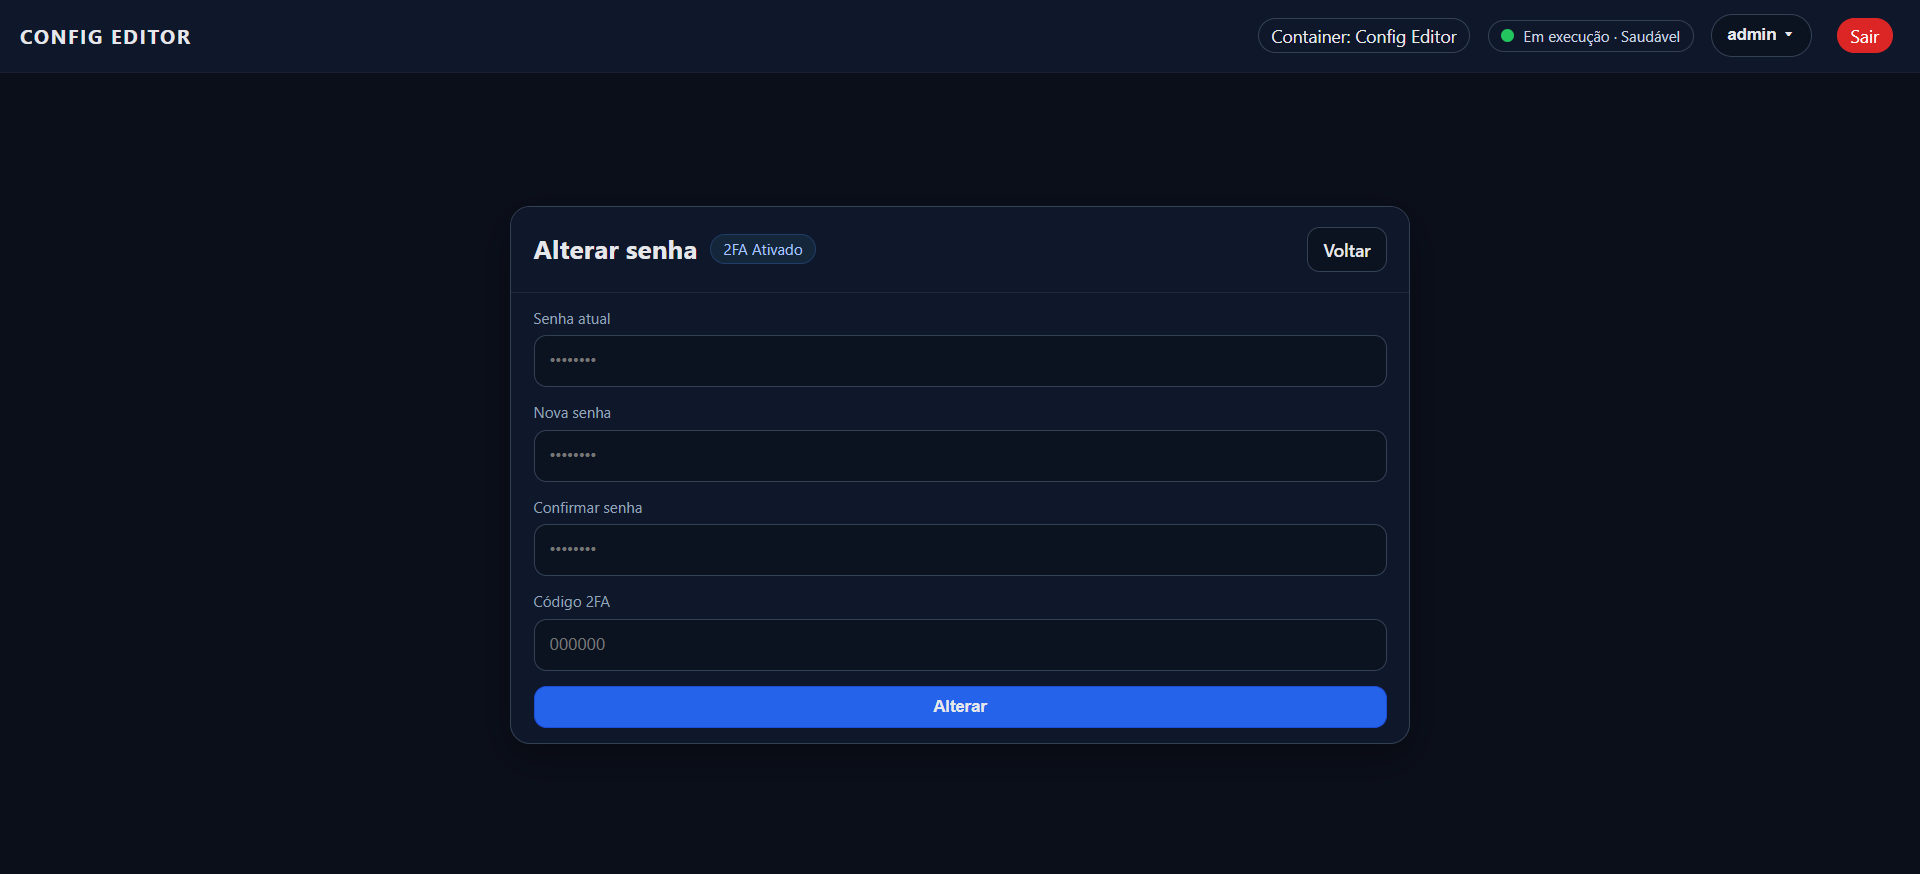 CONFIG EDITOR
Container: Config Editor
Em execução · Saudável
admin
Sair
Alterar senha
2FA Ativado
Voltar
Senha atual
••••••••
Nova senha
••••••••
Confirmar senha
••••••••
Código 2FA
000000
Alterar